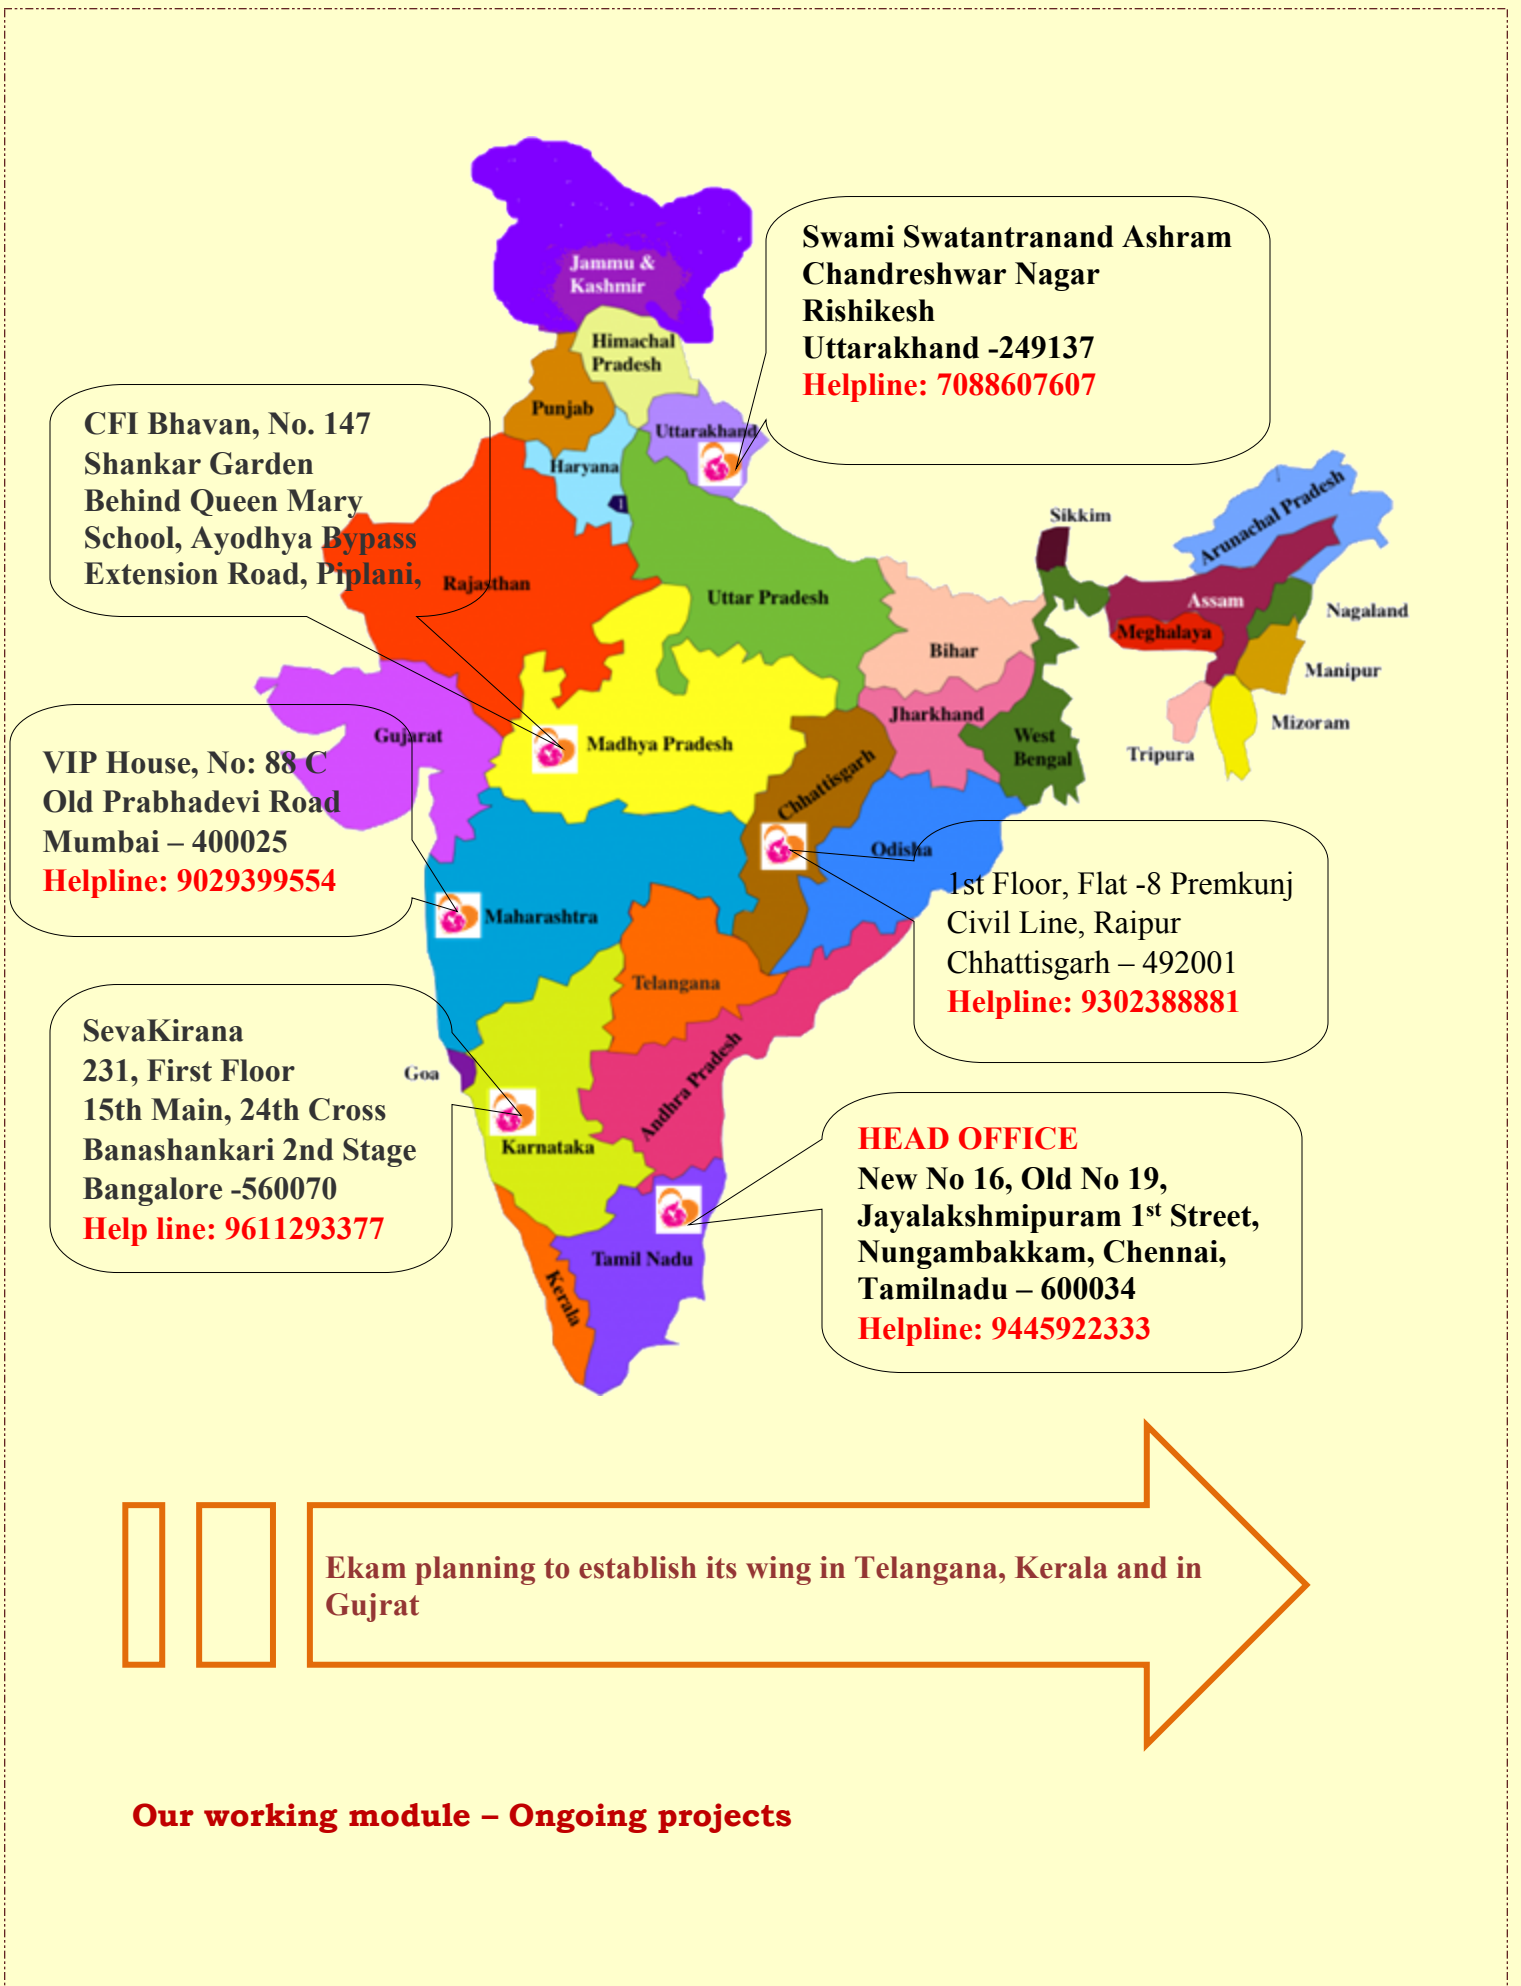 Jammu &
Kashmir
Himachal
Pradesh
Punjab
Uttarakhand
Haryana
1
Rajasthan
Uttar Pradesh
Sikkim
Arunachal Pradesh
Assam
Nagaland
Meghalaya
Manipur
Mizoram
Tripura
Bihar
Jharkhand
West
Bengal
Gujarat
Madhya Pradesh
Chhattisgarh
Odisha
Maharashtra
Telangana
Goa
Andhra Pradesh
Karnataka
Tamil Nadu
Kerala
Swami Swatantranand Ashram
Chandreshwar Nagar
Rishikesh
Uttarakhand -249137
Helpline: 7088607607
CFI Bhavan, No. 147
Shankar Garden
Behind Queen Mary
School, Ayodhya Bypass
Extension Road, Piplani,
VIP House, No: 88 C
Old Prabhadevi Road
Mumbai – 400025
Helpline: 9029399554
1st Floor, Flat -8 Premkunj
Civil Line, Raipur
Chhattisgarh – 492001
Helpline: 9302388881
SevaKirana
231, First Floor
15th Main, 24th Cross
Banashankari 2nd Stage
Bangalore -560070
Help line: 9611293377
HEAD OFFICE
New No 16, Old No 19,
Jayalakshmipuram 1st Street,
Nungambakkam, Chennai,
Tamilnadu – 600034
Helpline: 9445922333
Ekam planning to establish its wing in Telangana, Kerala and in
Gujrat
Our working module – Ongoing projects